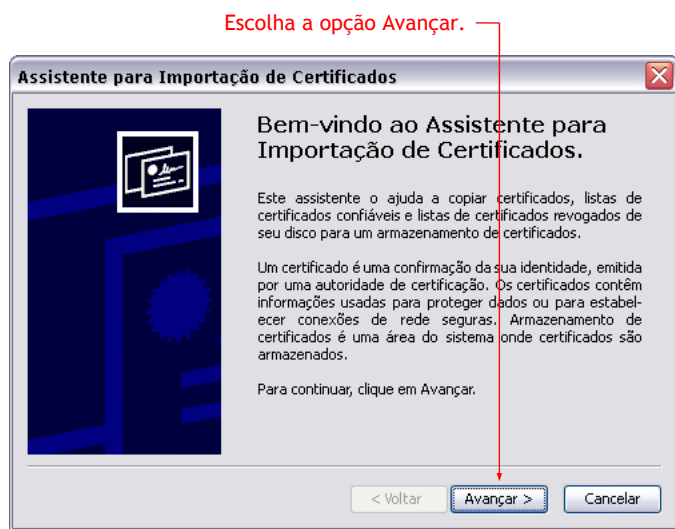 Escolha a opção Avançar.
Assistente para Importação de Certificados
Bem-vindo ao Assistente para
Importação de Certificados.
Este assistente o ajuda a copiar certificados, listas de
certificados confiáveis e listas de certificados revogados de
seu disco para um armazenamento de certificados.
Um certificado é uma confirmação da sua identidade, emitida
por uma autoridade de certificação. Os certificados contêm
informações usadas para proteger dados ou para estabel-
ecer conexões de rede seguras. Armazenamento de
certificados é uma área do sistema onde certificados são
armazenados.
Para continuar, clique em Avançar.
< Voltar Avançar > Cancelar